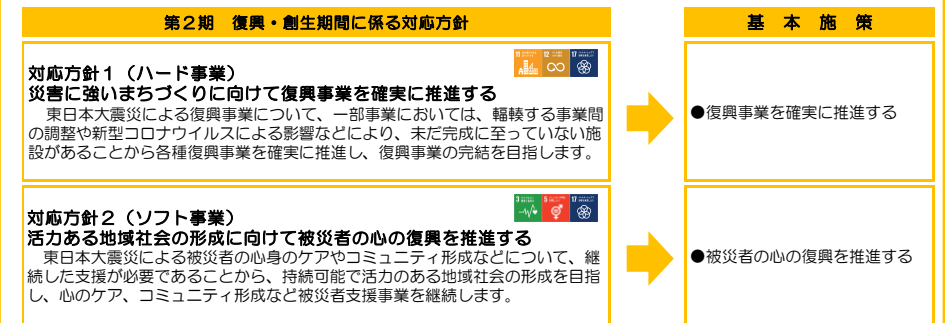 第２期　復興・創生期間に係る対応方針
基　本　施　策
対応方針１（ハード事業）
災害に強いまちづくりに向けて復興事業を確実に推進する
　東日本大震災による復興事業について、一部事業においては、輻輳する事業間
の調整や新型コロナウイルスによる影響などにより、未だ完成に至っていない施
設があることから各種復興事業を確実に推進し、復興事業の完結を目指します。
11
12
17
●復興事業を確実に推進する
対応方針２（ソフト事業）
活力ある地域社会の形成に向けて被災者の心の復興を推進する
　東日本大震災による被災者の心身のケアやコミュニティ形成などについて、継
続した支援が必要であることから、持続可能で活力のある地域社会の形成を目指
し、心のケア、コミュニティ形成など被災者支援事業を継続します。
3
5
17
●被災者の心の復興を推進する